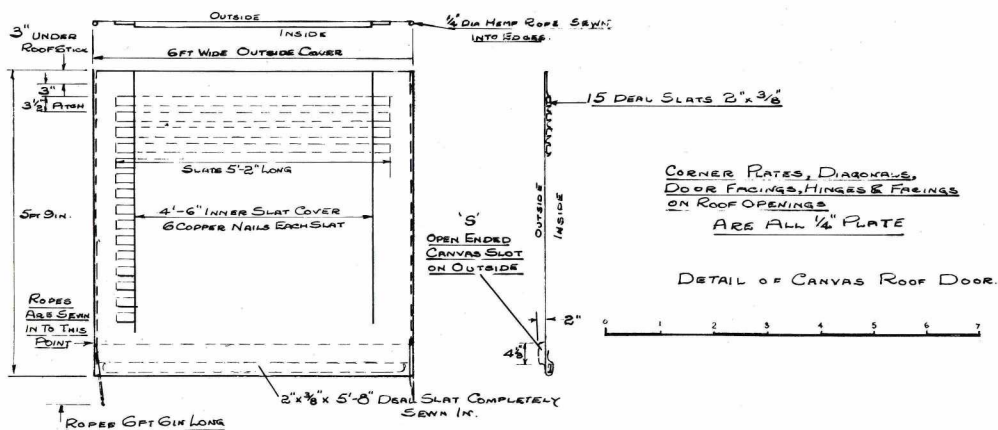 OUTSIDE
INSIDE
¼" DIA HEMP ROPE SEWN
INTO EDGES.
3" UNDER
ROOFSTICK
6FT WIDE OUTSIDE COVER
3"
3½" PITCH
15 DEAL SLATS 2" x ⅜"
SLATS 5'-2" LONG
5FT 9IN.
4'-6" INNER SLAT COVER
6 COPPER NAILS EACH SLAT
'S'
OPEN ENDED
CANVAS SLOT
ON OUTSIDE
OUTSIDE
INSIDE
CORNER PLATES, DIAGONALS,
DOOR FACINGS, HINGES & FACINGS
ON ROOF OPENINGS
ARE ALL ¼" PLATE
DETAIL OF CANVAS ROOF DOOR.
ROPES
ARE SEWN
IN TO THIS
POINT
2"
4⅛"
0 1 2 3 4 5 6 7
2" x ⅜" x 5'-8" DEAL SLAT COMPLETELY
SEWN IN.
ROPES 6FT 6IN LONG